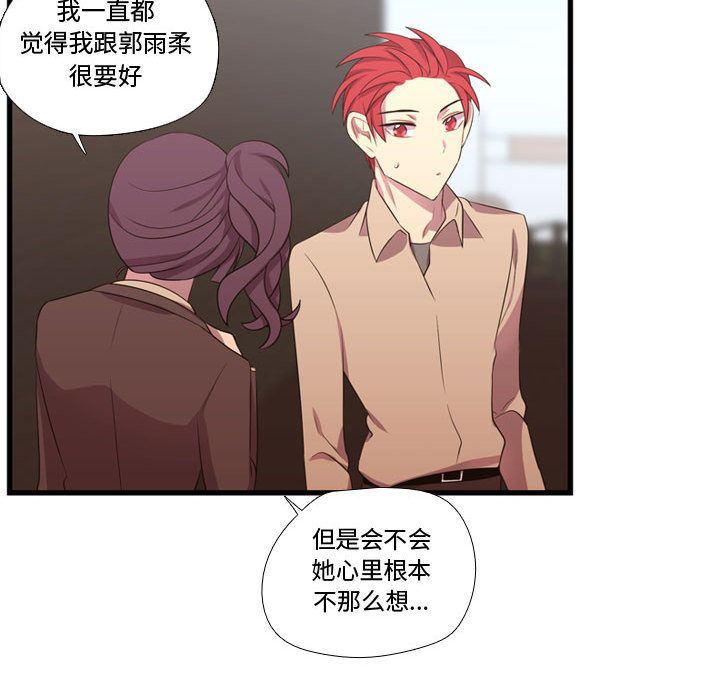 我一直都
觉得我跟郭雨柔
很要好
但是会不会
她心里根本
不那么想...